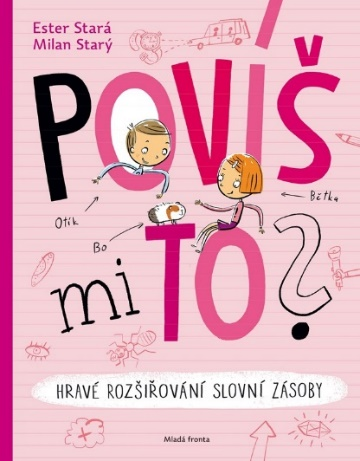 Ester Stará
Milan Starý
POVÍŠ
Otík
Bo
Bětka
mi TO?
HRAVÉ ROZŠIŘOVÁNÍ SLOVNÍ ZÁSOBY
Mladá fronta